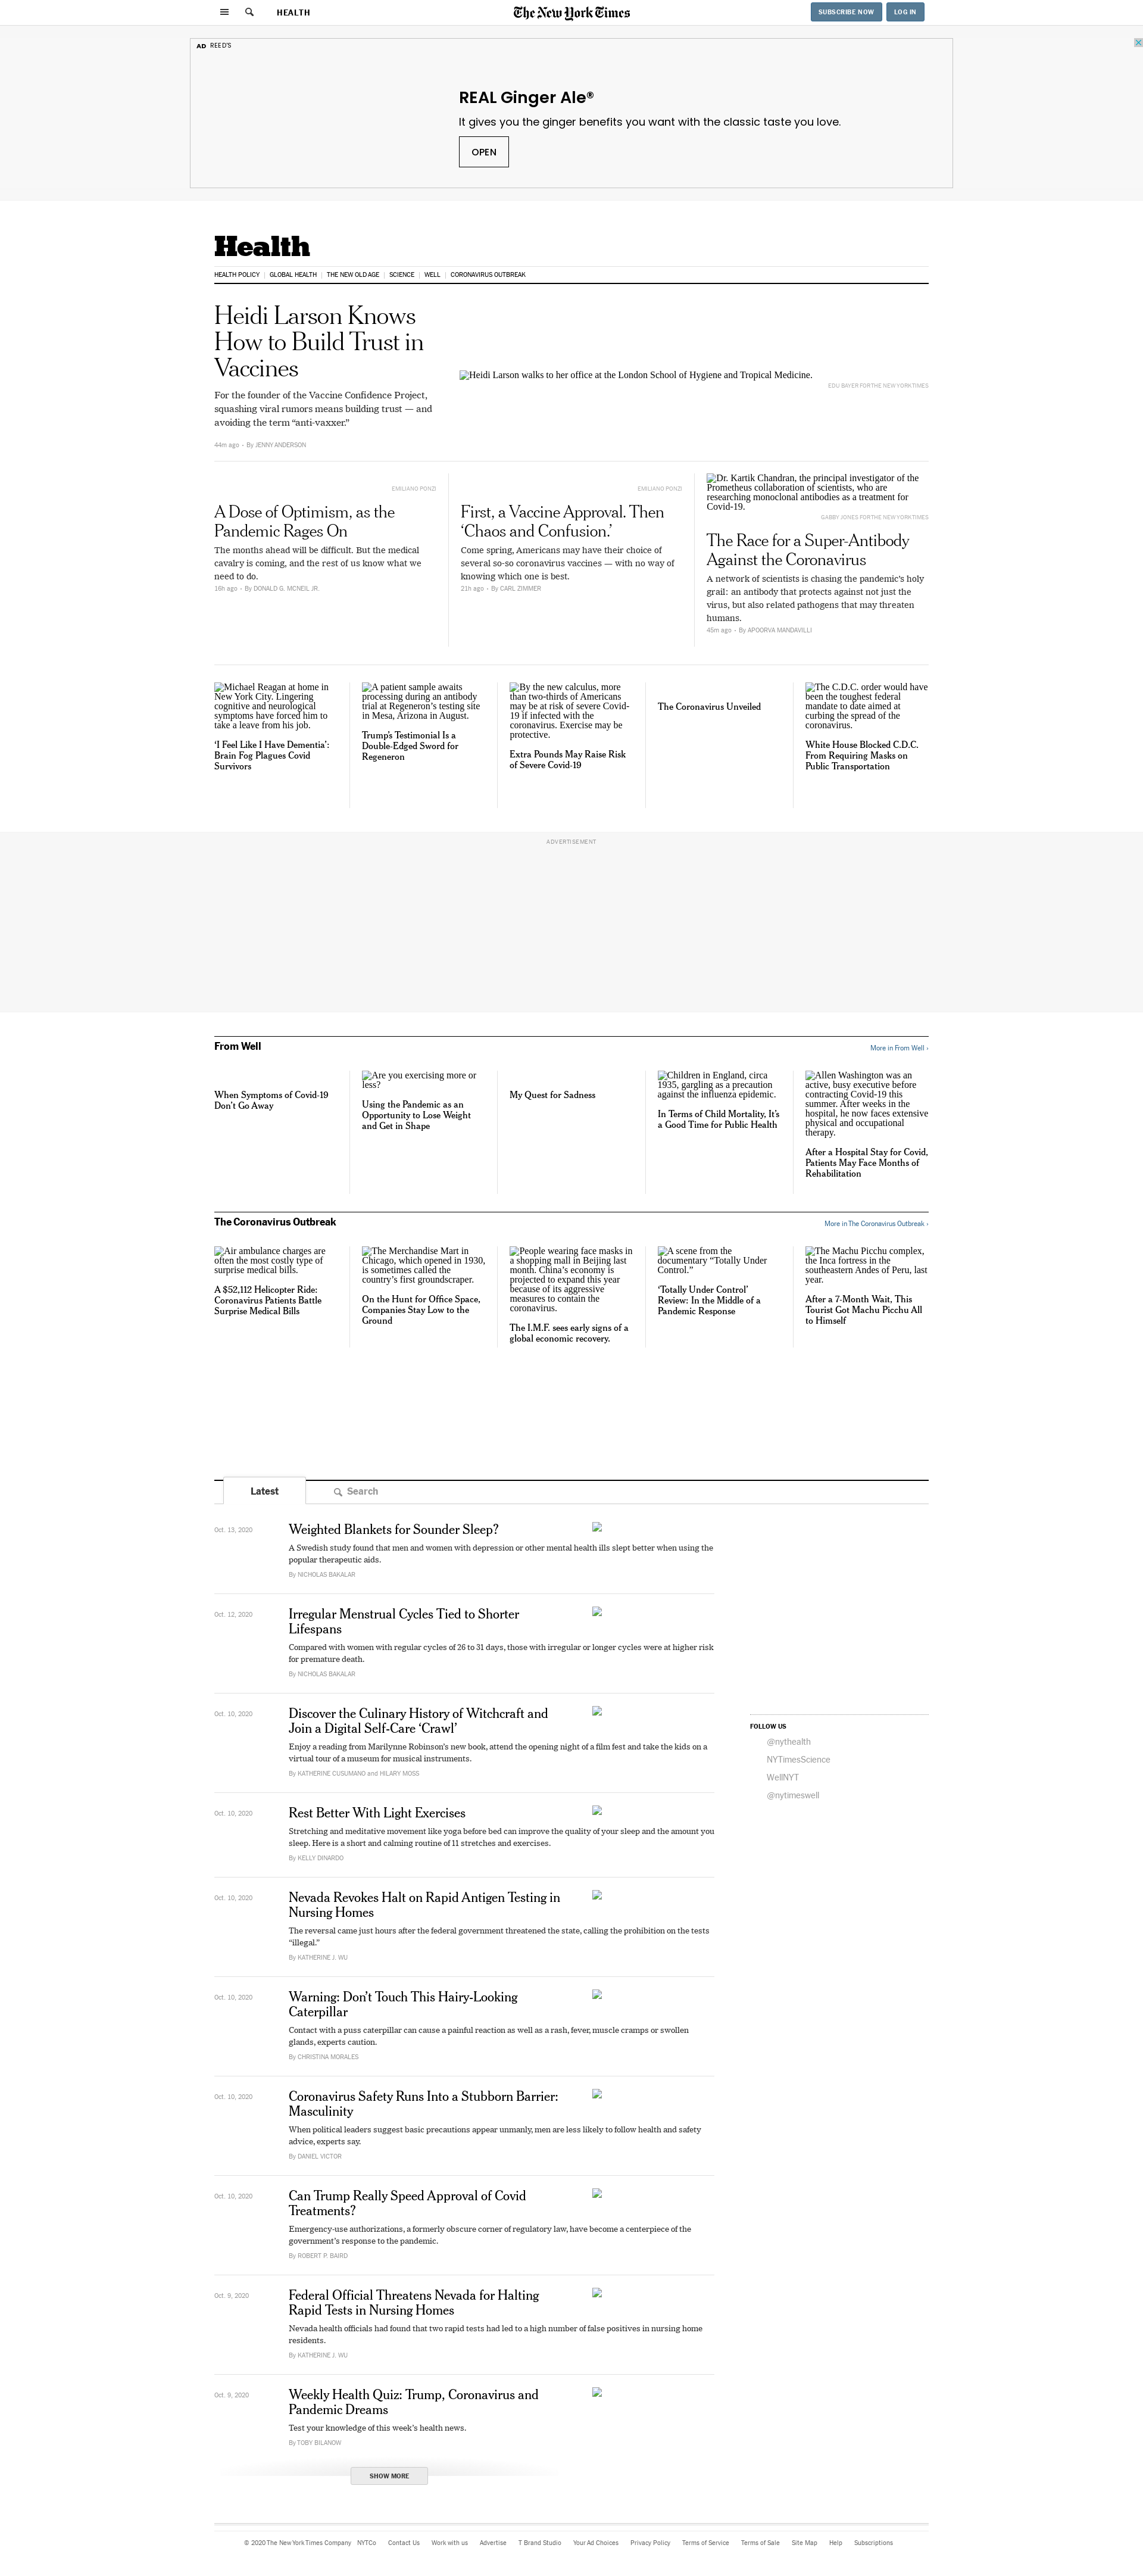 HEALTH
The New York Times
SUBSCRIBE NOW
LOG IN
AD REED'S
REAL Ginger Ale®
It gives you the ginger benefits you want with the classic taste you love.
OPEN
Health
HEALTH POLICY
GLOBAL HEALTH
THE NEW OLD AGE
SCIENCE
WELL
CORONAVIRUS OUTBREAK
Heidi Larson Knows
How to Build Trust in
Vaccines
For the founder of the Vaccine Confidence Project,
squashing viral rumors means building trust — and
avoiding the term “anti-vaxxer.”
44m ago · By JENNY ANDERSON
Heidi Larson walks to her office at the London School of Hygiene and Tropical Medicine.
EDU BAYER FOR THE NEW YORK TIMES
EMILIANO PONZI
A Dose of Optimism, as the
Pandemic Rages On
The months ahead will be difficult. But the medical
cavalry is coming, and the rest of us know what we
need to do.
16h ago · By DONALD G. MCNEIL JR.
EMILIANO PONZI
First, a Vaccine Approval. Then
‘Chaos and Confusion.’
Come spring, Americans may have their choice of
several so-so coronavirus vaccines — with no way of
knowing which one is best.
21h ago · By CARL ZIMMER
Dr. Kartik Chandran, the principal investigator of the
Prometheus collaboration of scientists, who are
researching monoclonal antibodies as a treatment for
Covid-19.
GABBY JONES FOR THE NEW YORK TIMES
The Race for a Super-Antibody
Against the Coronavirus
A network of scientists is chasing the pandemic’s holy
grail: an antibody that protects against not just the
virus, but also related pathogens that may threaten
humans.
45m ago · By APOORVA MANDAVILLI
Michael Reagan at home in
New York City. Lingering
cognitive and neurological
symptoms have forced him to
take a leave from his job.
‘I Feel Like I Have Dementia’:
Brain Fog Plagues Covid
Survivors
A patient sample awaits
processing during an antibody
trial at Regeneron’s testing site
in Mesa, Arizona in August.
Trump’s Testimonial Is a
Double-Edged Sword for
Regeneron
By the new calculus, more
than two-thirds of Americans
may be at risk of severe Covid-
19 if infected with the
coronavirus. Exercise may be
protective.
Extra Pounds May Raise Risk
of Severe Covid-19
The Coronavirus Unveiled
The C.D.C. order would have
been the toughest federal
mandate to date aimed at
curbing the spread of the
coronavirus.
White House Blocked C.D.C.
From Requiring Masks on
Public Transportation
ADVERTISEMENT
From Well
More in From Well ›
When Symptoms of Covid-19
Don’t Go Away
Are you exercising more or
less?
Using the Pandemic as an
Opportunity to Lose Weight
and Get in Shape
My Quest for Sadness
Children in England, circa
1935, gargling as a precaution
against the influenza epidemic.
In Terms of Child Mortality, It’s
a Good Time for Public Health
Allen Washington was an
active, busy executive before
contracting Covid-19 this
summer. After weeks in the
hospital, he now faces extensive
physical and occupational
therapy.
After a Hospital Stay for Covid,
Patients May Face Months of
Rehabilitation
The Coronavirus Outbreak
More in The Coronavirus Outbreak ›
Air ambulance charges are
often the most costly type of
surprise medical bills.
A $52,112 Helicopter Ride:
Coronavirus Patients Battle
Surprise Medical Bills
The Merchandise Mart in
Chicago, which opened in 1930,
is sometimes called the
country’s first groundscraper.
On the Hunt for Office Space,
Companies Stay Low to the
Ground
People wearing face masks in
a shopping mall in Beijing last
month. China’s economy is
projected to expand this year
because of its aggressive
measures to contain the
coronavirus.
The I.M.F. sees early signs of a
global economic recovery.
A scene from the
documentary “Totally Under
Control.”
‘Totally Under Control’
Review: In the Middle of a
Pandemic Response
The Machu Picchu complex,
the Inca fortress in the
southeastern Andes of Peru, last
year.
After a 7-Month Wait, This
Tourist Got Machu Picchu All
to Himself
Latest
Search
Oct. 13, 2020
Weighted Blankets for Sounder Sleep?
A Swedish study found that men and women with depression or other mental health ills slept better when using the
popular therapeutic aids.
By NICHOLAS BAKALAR
Oct. 12, 2020
Irregular Menstrual Cycles Tied to Shorter
Lifespans
Compared with women with regular cycles of 26 to 31 days, those with irregular or longer cycles were at higher risk
for premature death.
By NICHOLAS BAKALAR
Oct. 10, 2020
Discover the Culinary History of Witchcraft and
Join a Digital Self-Care ‘Crawl’
Enjoy a reading from Marilynne Robinson’s new book, attend the opening night of a film fest and take the kids on a
virtual tour of a museum for musical instruments.
By KATHERINE CUSUMANO and HILARY MOSS
Oct. 10, 2020
Rest Better With Light Exercises
Stretching and meditative movement like yoga before bed can improve the quality of your sleep and the amount you
sleep. Here is a short and calming routine of 11 stretches and exercises.
By KELLY DINARDO
Oct. 10, 2020
Nevada Revokes Halt on Rapid Antigen Testing in
Nursing Homes
The reversal came just hours after the federal government threatened the state, calling the prohibition on the tests
“illegal.”
By KATHERINE J. WU
Oct. 10, 2020
Warning: Don’t Touch This Hairy-Looking
Caterpillar
Contact with a puss caterpillar can cause a painful reaction as well as a rash, fever, muscle cramps or swollen
glands, experts caution.
By CHRISTINA MORALES
Oct. 10, 2020
Coronavirus Safety Runs Into a Stubborn Barrier:
Masculinity
When political leaders suggest basic precautions appear unmanly, men are less likely to follow health and safety
advice, experts say.
By DANIEL VICTOR
Oct. 10, 2020
Can Trump Really Speed Approval of Covid
Treatments?
Emergency-use authorizations, a formerly obscure corner of regulatory law, have become a centerpiece of the
government’s response to the pandemic.
By ROBERT P. BAIRD
Oct. 9, 2020
Federal Official Threatens Nevada for Halting
Rapid Tests in Nursing Homes
Nevada health officials had found that two rapid tests had led to a high number of false positives in nursing home
residents.
By KATHERINE J. WU
Oct. 9, 2020
Weekly Health Quiz: Trump, Coronavirus and
Pandemic Dreams
Test your knowledge of this week’s health news.
By TOBY BILANOW
SHOW MORE
FOLLOW US
@nythealth
NYTimesScience
WellNYT
@nytimeswell
© 2020 The New York Times Company
NYTCo
Contact Us
Work with us
Advertise
T Brand Studio
Your Ad Choices
Privacy Policy
Terms of Service
Terms of Sale
Site Map
Help
Subscriptions